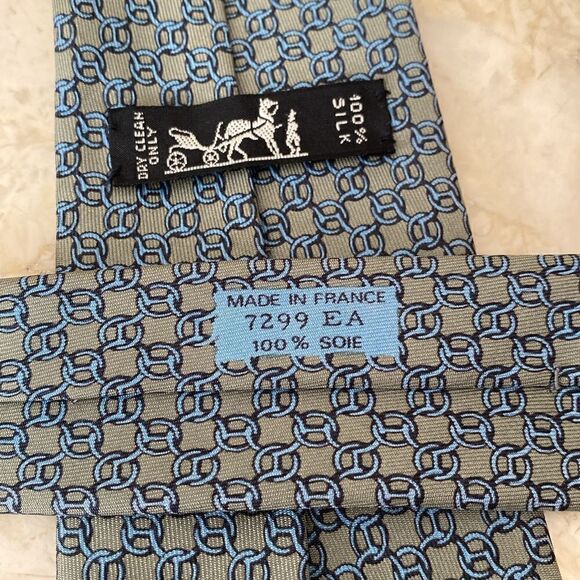 DRY CLEAN
ONLY
100%
SILK
MADE IN FRANCE
7299 EA
100% SOIE